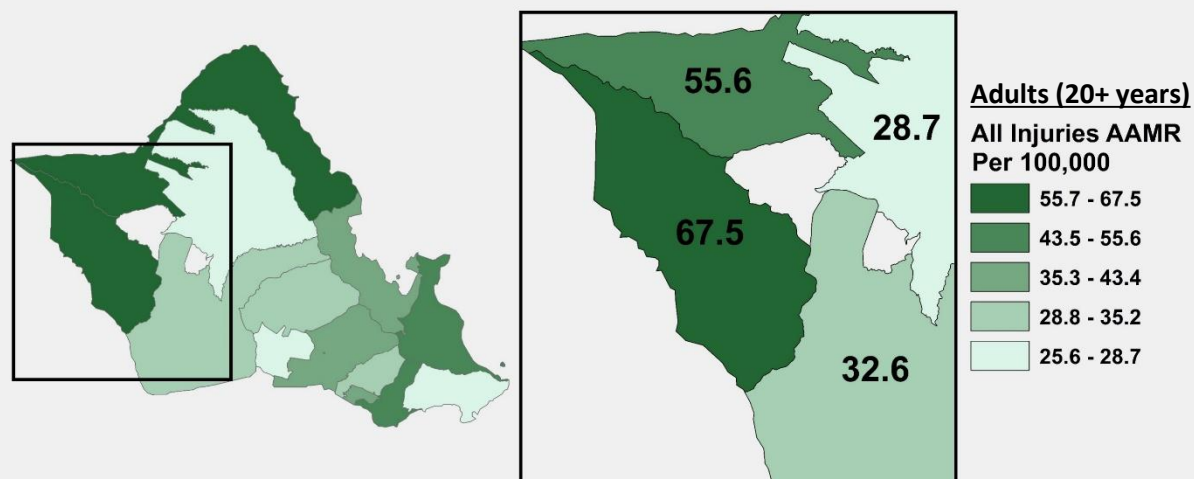 55.6
28.7
67.5
32.6
Adults (20+ years)
All Injuries AAMR
Per 100,000
55.7 - 67.5
43.5 - 55.6
35.3 - 43.4
28.8 - 35.2
25.6 - 28.7